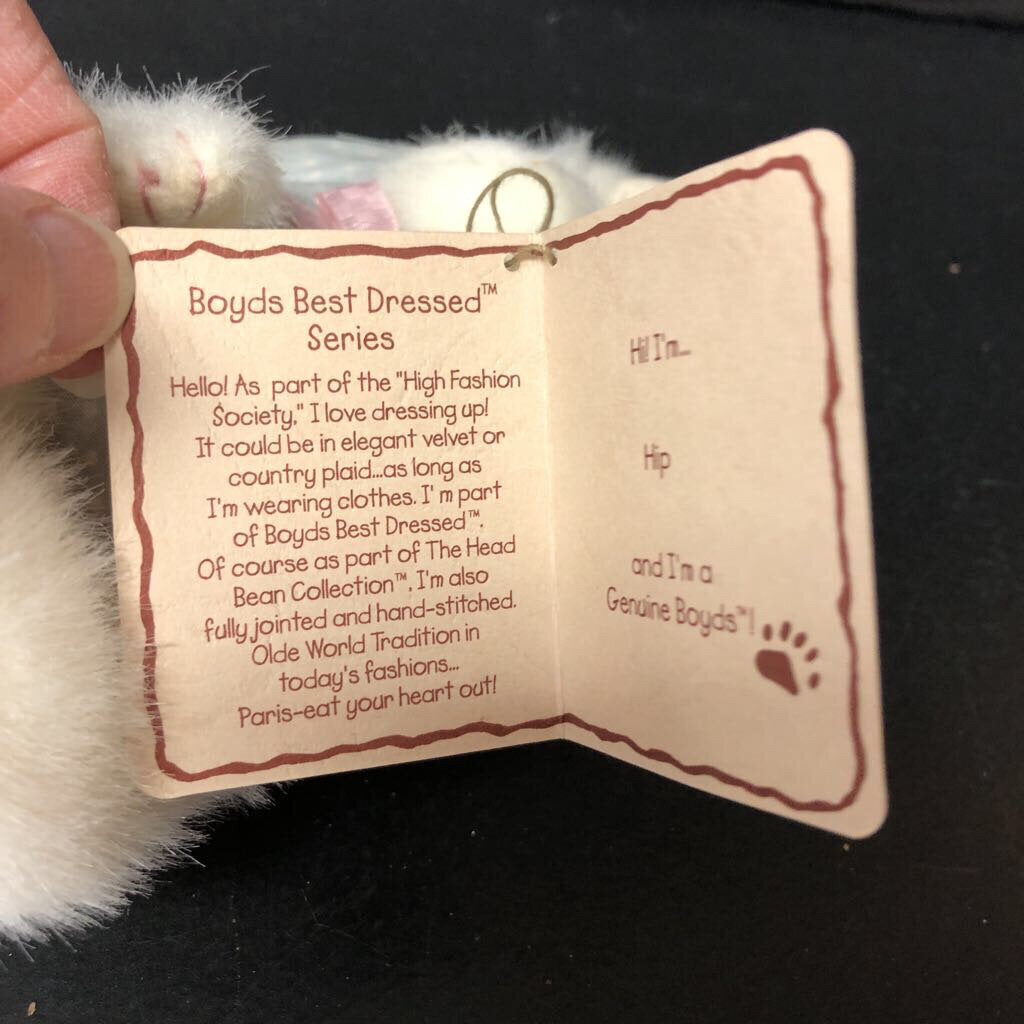 Boyds Best Dressed™
Series
Hello! As part of the "High Fashion
Society," I love dressing up!
It could be in elegant velvet or
country plaid...as long as
I'm wearing clothes. I'm part
of Boyds Best Dressed™.
Of course as part of The Head
Bean Collection™, I'm also
fully jointed and hand-stitched.
Olde World Tradition in
today's fashions...
Paris-eat your heart out!
Hi! I'm...
Hip
and I'm a
Genuine Boyds™!